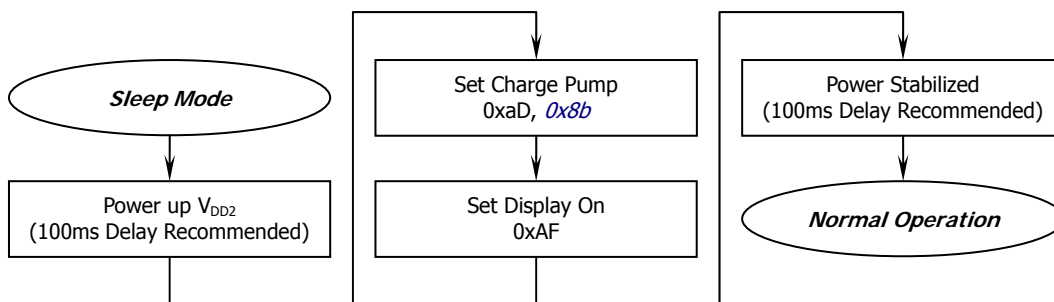 Sleep Mode
Power up VDD2
(100ms Delay Recommended)
Set Charge Pump
0xaD, 0x8b
Set Display On
0xAF
Power Stabilized
(100ms Delay Recommended)
Normal Operation